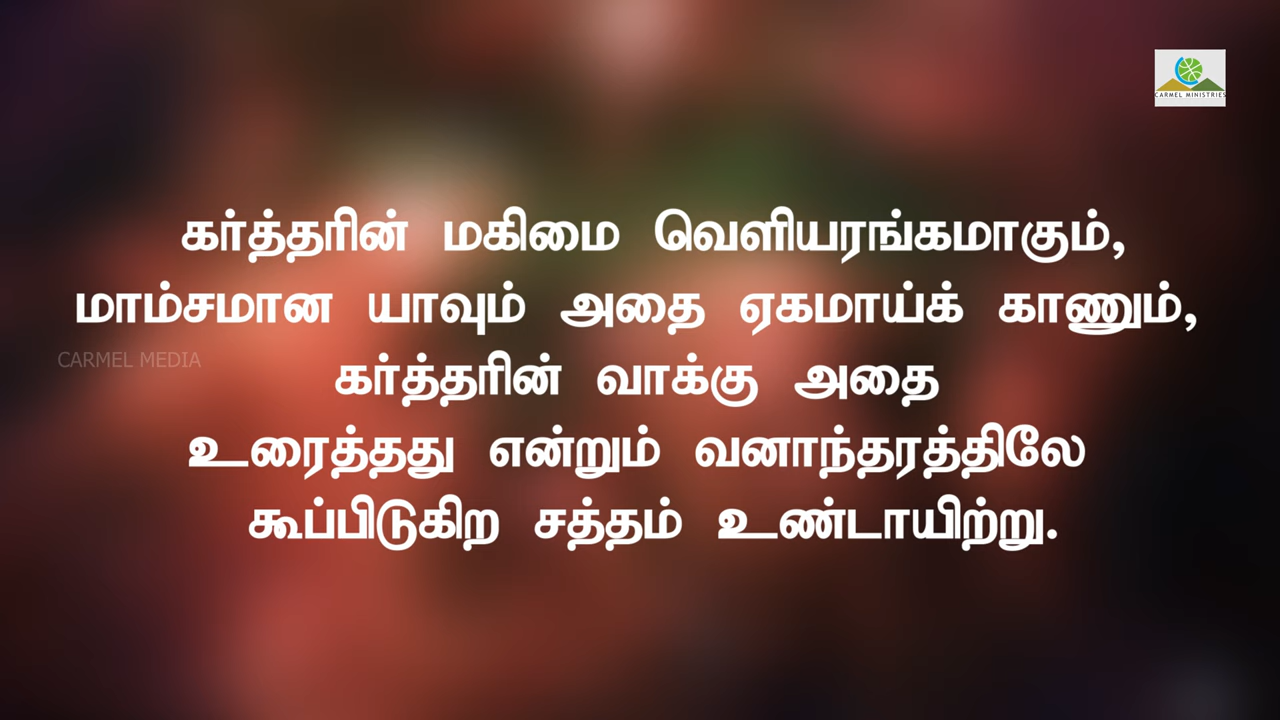 CARMEL MINISTRIES
கர்த்தரின் மகிமை வெளியரங்கமாகும்,
மாம்சமான யாவும் அதை ஏகமாய்க் காணும்,
CARMEL MEDIA
கர்த்தரின் வாக்கு அதை
உரைத்தது என்றும் வனாந்தரத்திலே
கூப்பிடுகிற சத்தம் உண்டாயிற்று.